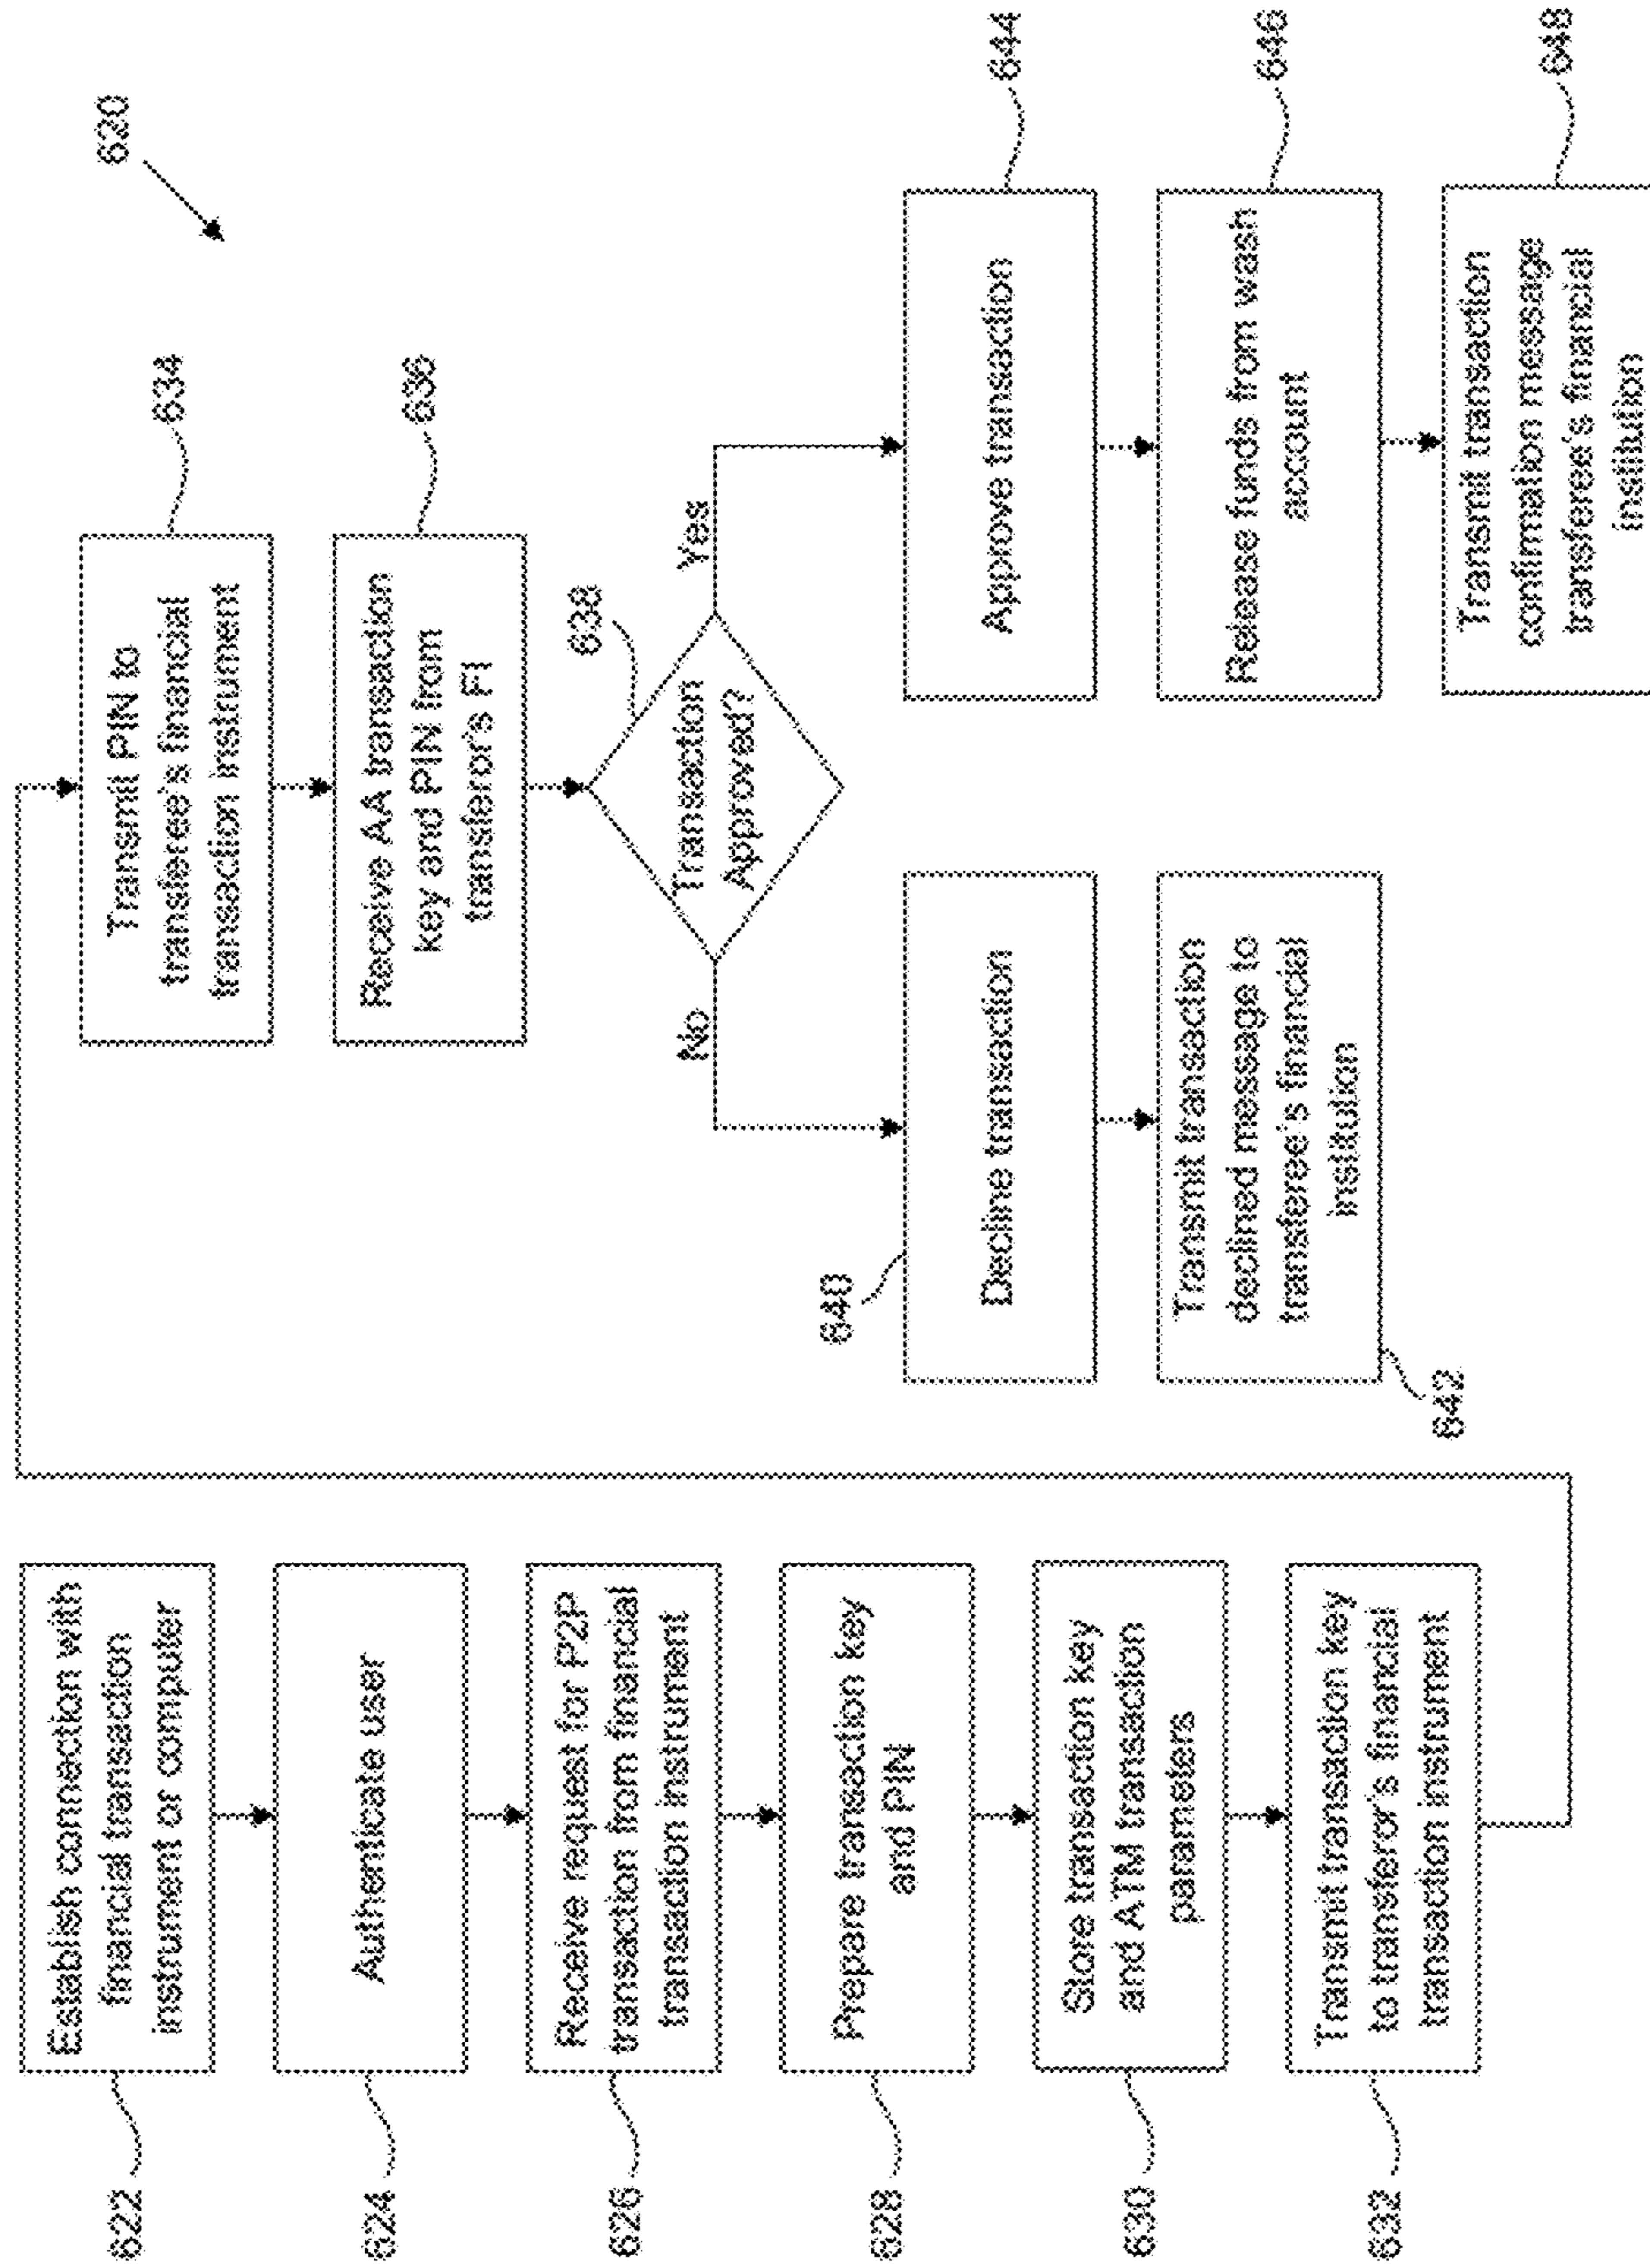 620
622
Establish connection with
financial transaction
instrument or computer
624
Authenticate user
626
Receive request for P2P
transaction from financial
transaction instrument
628
Prepare transaction key
and PIN
630
Store transaction key
and ATM transaction
parameters
632
Transmit transaction key
to transferor's financial
transaction instrument
634
Transmit PIN to
transferee's financial
transaction instrument
636
Receive AA transaction
key and PIN from
transferor's FI
638
Transaction
Approved?
No
Yes
640
Decline transaction
642
Transmit transaction
declined message to
transferee's financial
institution
644
Approve transaction
646
Release funds from wash
account
648
Transmit transaction
confirmation message
transferee's financial
institution